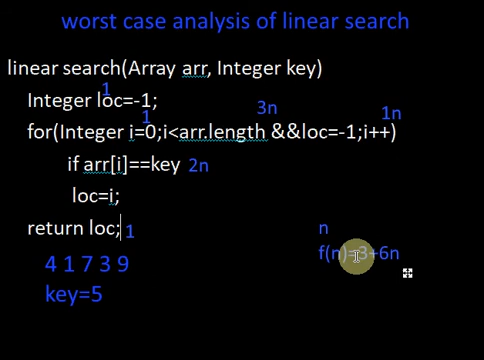 worst case analysis of linear search
linear search(Array arr, Integer key)
1
Integer loc=-1;
1 3n 1n
for(Integer i=0;i<arr.length &&loc=-1;i++)
if arr[i]==key 2n
loc=i;
return loc; 1
n
f(n)=3+6n
4 1 7 3 9
key=5